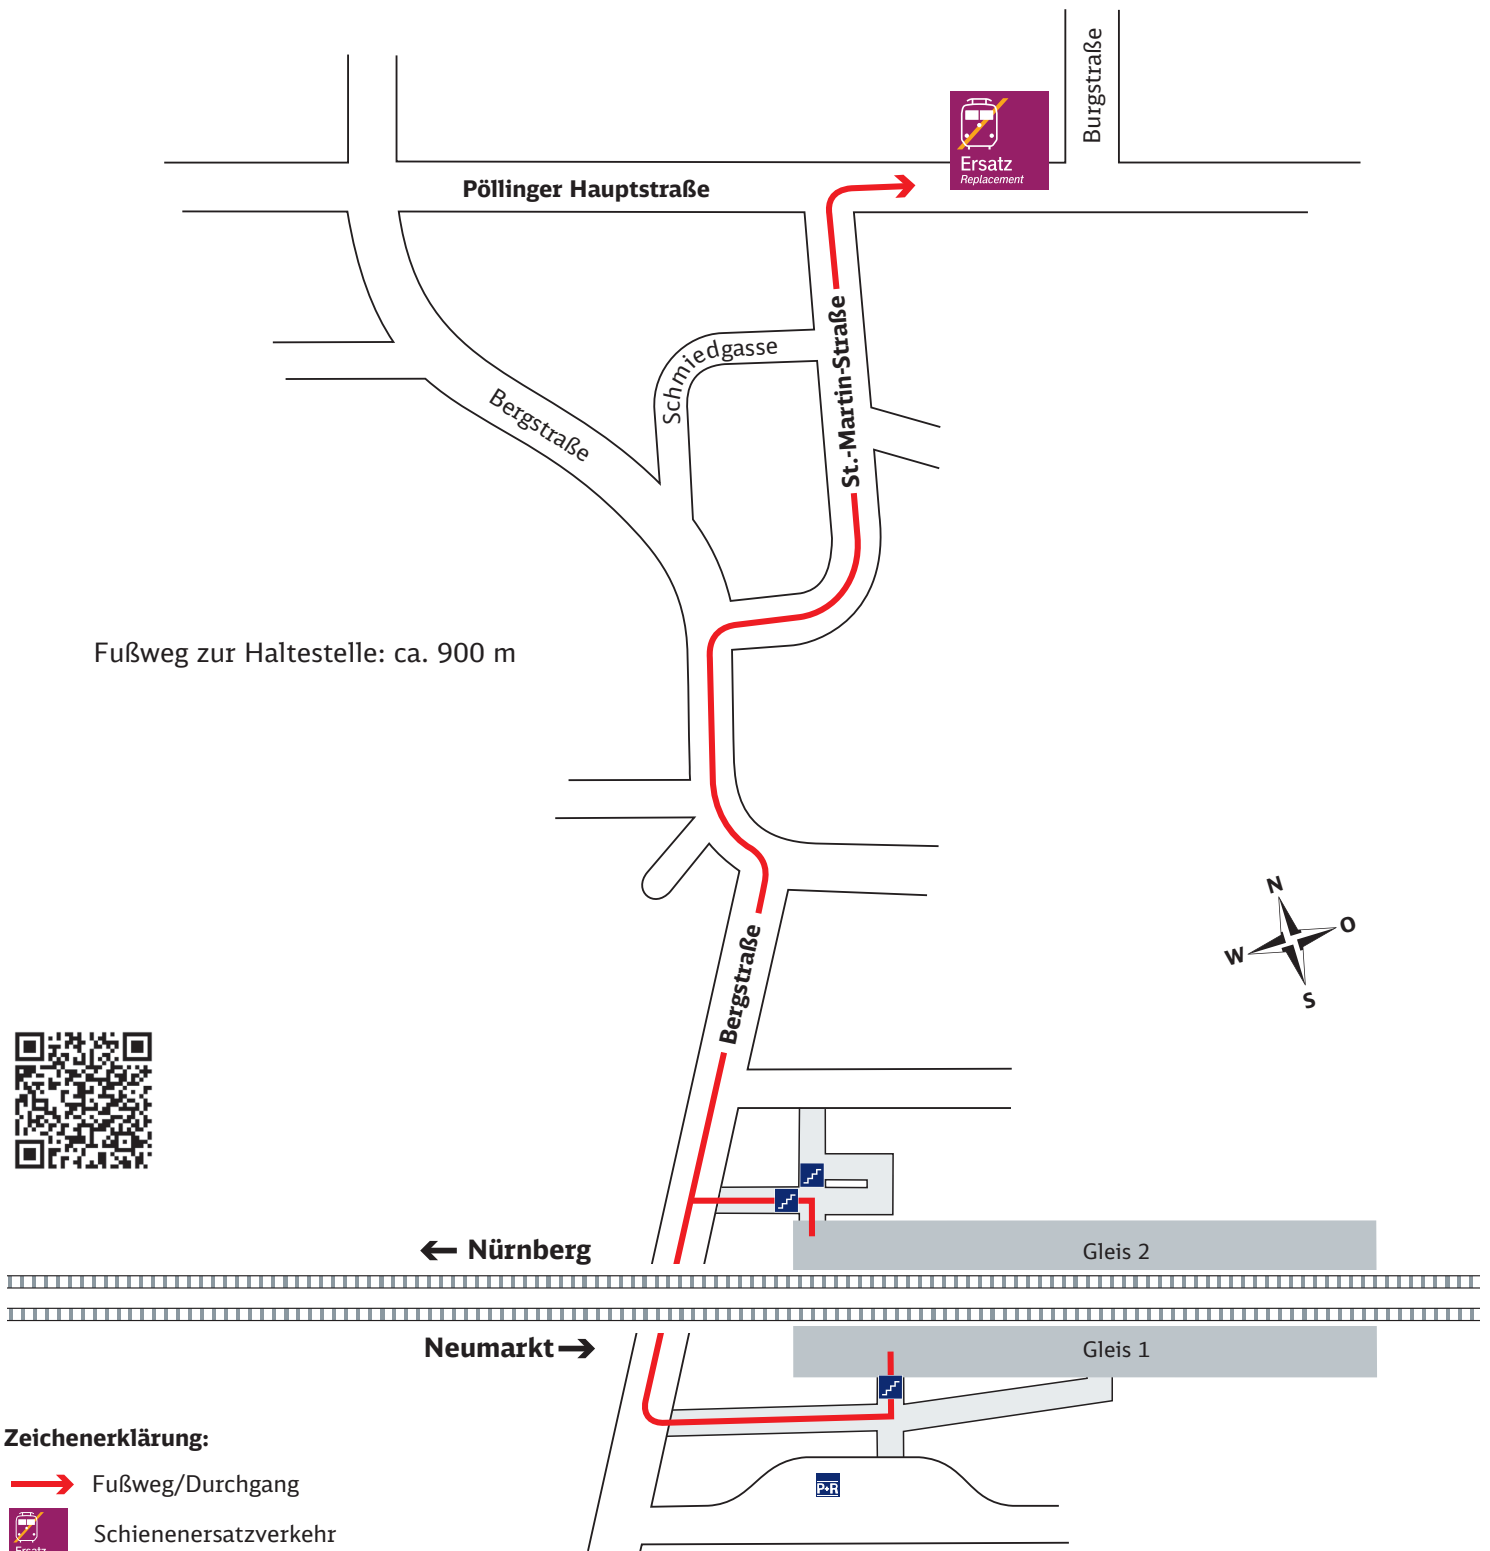 Burgstraße
Ersatz
Replacement
Pöllinger Hauptstraße
St.-Martin-Straße
Schmiedgasse
Bergstraße
Fußweg zur Haltestelle: ca. 900 m
N
O
W
S
Bergstraße
Nürnberg
Gleis 2
Neumarkt
Gleis 1
P+R
Zeichenerklärung:
Fußweg/Durchgang
Schienenersatzverkehr
Ersatz